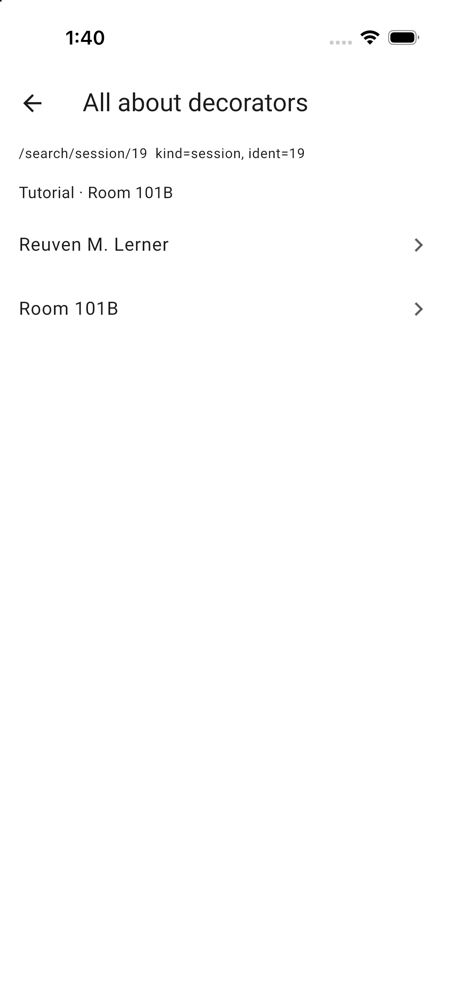 1:40
All about decorators
/search/session/19 kind=session, ident=19
Tutorial · Room 101B
Reuven M. Lerner
Room 101B